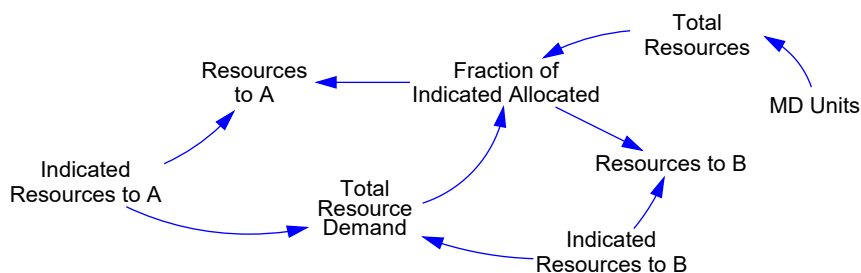 Total
Resources
Resources
to A
Fraction of
Indicated Allocated
MD Units
Indicated
Resources to A
Resources to B
Total
Resource
Demand
Indicated
Resources to B